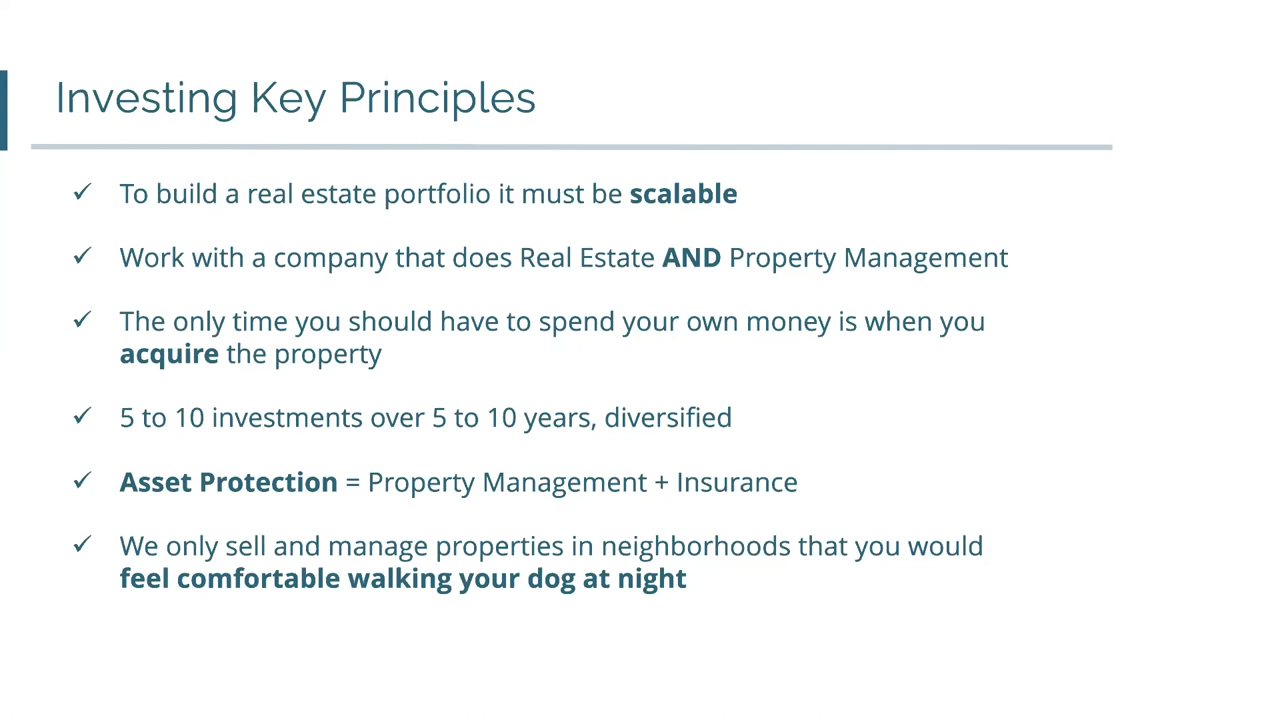 Investing Key Principles
✓ To build a real estate portfolio it must be scalable
✓ Work with a company that does Real Estate AND Property Management
✓ The only time you should have to spend your own money is when you
acquire the property
✓ 5 to 10 investments over 5 to 10 years, diversified
✓ Asset Protection = Property Management + Insurance
✓ We only sell and manage properties in neighborhoods that you would
feel comfortable walking your dog at night